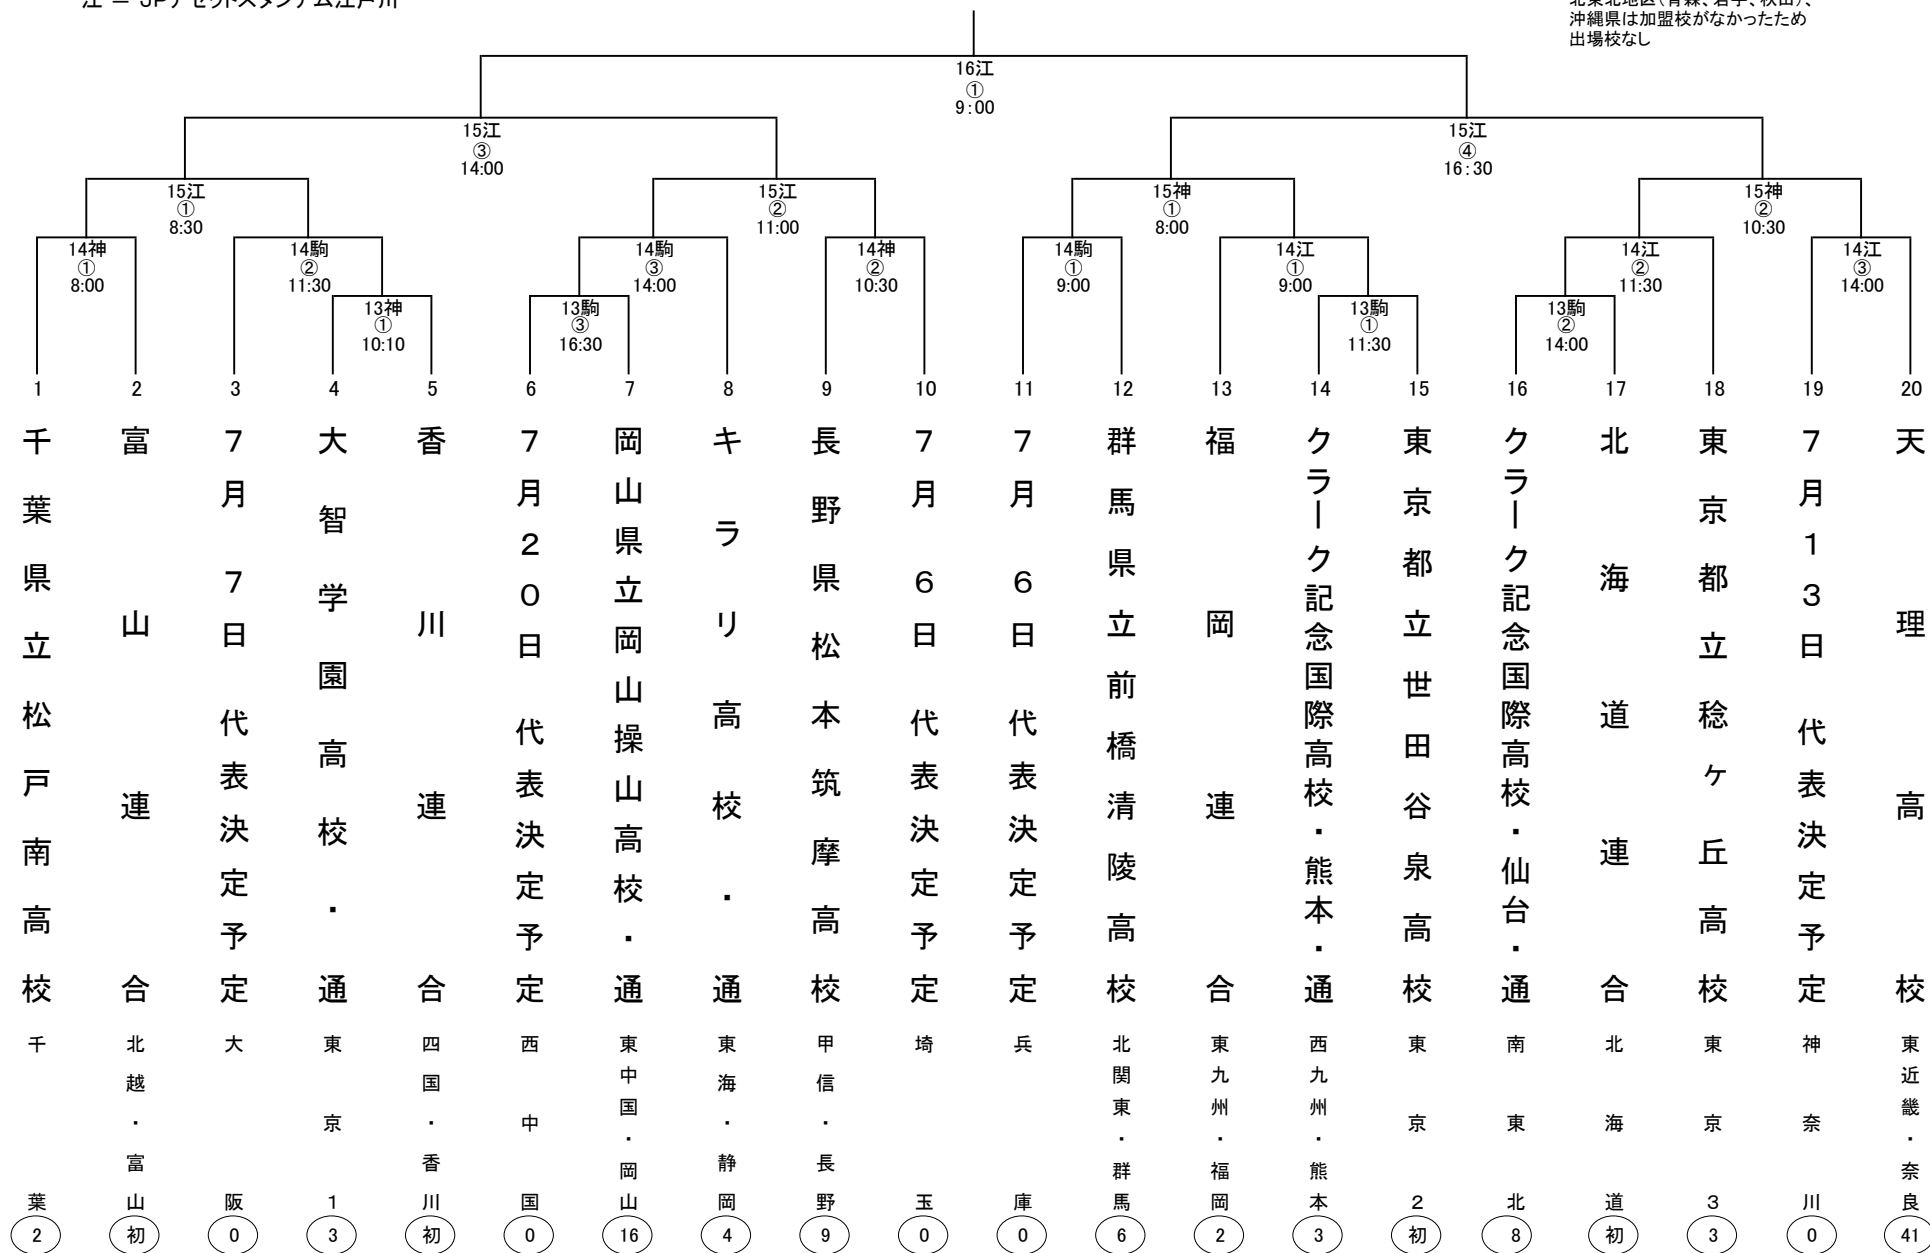 江 ＝ JPアセットスタジアム江戸川
沖縄県は加盟校がなかったため
出場校なし
16江
①
9:00
15江
③
14:00
15江
④
16:30
15江
①
8:30
15江
②
11:00
15神
①
8:00
15神
②
10:30
14神
①
8:00
14駒
②
11:30
14駒
③
14:00
14神
②
10:30
14駒
①
9:00
14江
①
9:00
14江
②
11:30
14江
③
14:00
13神
①
10:10
13駒
③
16:30
13駒
①
11:30
13駒
②
14:00
1
千葉県立松戸南高校
千葉
2
2
富山連合
北越・富山
初
3
7月 7日 代表決定予定
大阪
0
4
大智学園高校・通
東京1
3
5
香川連合
四国・香川
初
6
7月20日 代表決定予定
西中国
0
7
岡山県立岡山操山高校・通
東中国・岡山
16
8
キラリ高校・通
東海・静岡
4
9
長野県松本筑摩高校
甲信・長野
9
10
7月 6日 代表決定予定
埼玉
0
11
7月 6日 代表決定予定
兵庫
0
12
群馬県立前橋清陵高校
北関東・群馬
6
13
福岡連合
東九州・福岡
2
14
クラーク記念国際高校・熊本・通
西九州・熊本
3
15
東京都立世田谷泉高校
東京2
初
16
クラーク記念国際高校・仙台・通
南東北
8
17
北海道連合
北海道
初
18
東京都立稔ヶ丘高校
東京3
3
19
7月13日 代表決定予定
神奈川
0
20
天理高校
東近畿・奈良
41